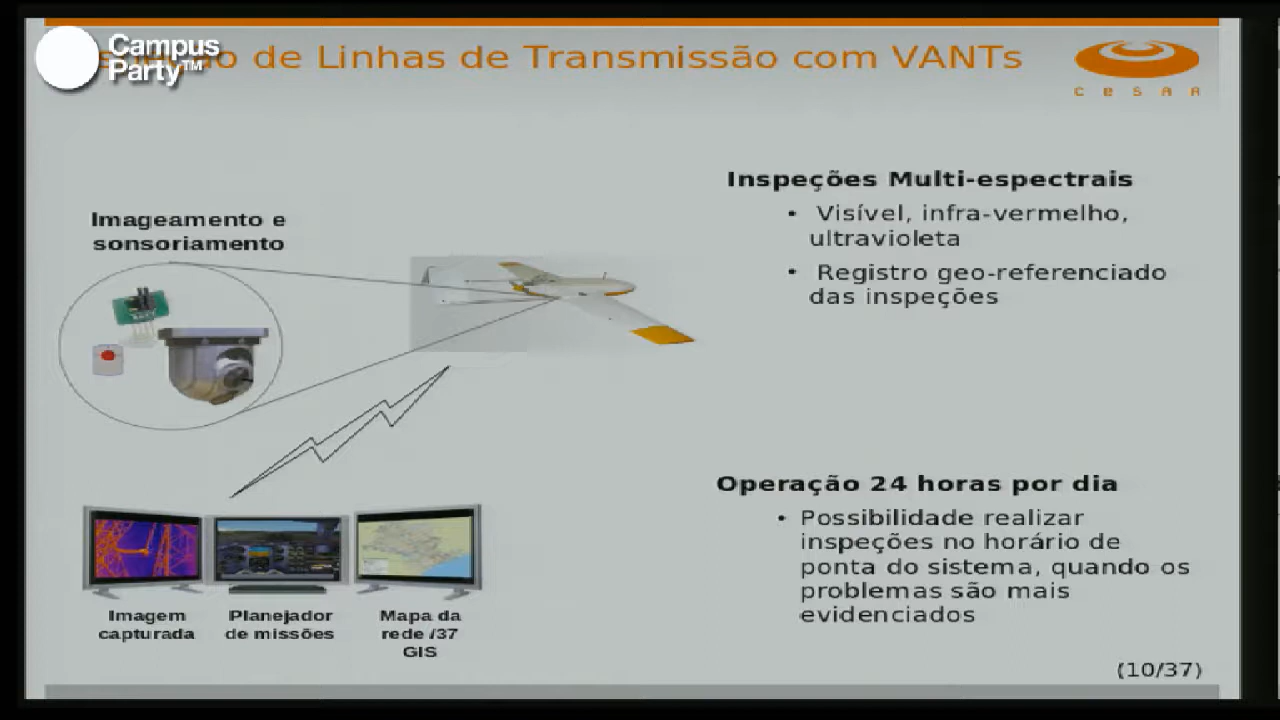 Campus
Party™
de Linhas de Transmissão com VANTs
CESAR
Inspeções Multi-espectrais
• Visível, infra-vermelho,
ultravioleta
• Registro geo-referenciado
das inspeções
Imageamento e
sonsoriamento
Operação 24 horas por dia
• Possibilidade realizar
inspeções no horário de
ponta do sistema, quando os
problemas são mais
evidenciados
Imagem
capturada
Planejador
de missões
Mapa da
rede /37
GIS
(10/37)